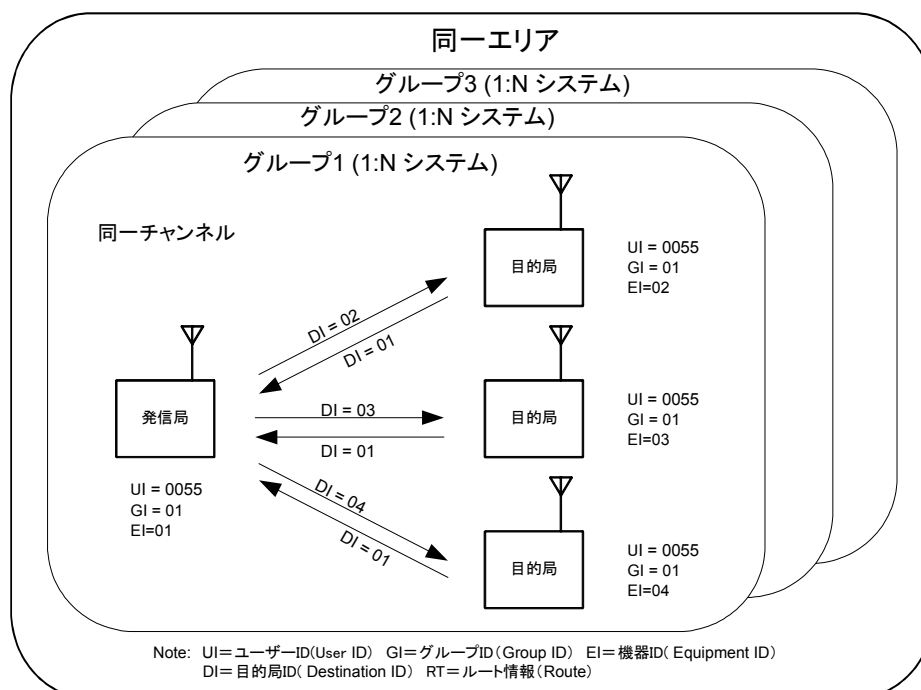 同一エリア
グループ3 (1:N システム)
グループ2 (1:N システム)
グループ1 (1:N システム)
同一チャンネル
目的局
UI = 0055
GI = 01
EI=02
DI = 02
DI = 01
発信局
UI = 0055
GI = 01
EI=01
DI = 03
DI = 01
目的局
UI = 0055
GI = 01
EI=03
DI = 04
DI = 01
目的局
UI = 0055
GI = 01
EI=04
Note: UI＝ユーザーID(User ID) GI＝グループID(Group ID) EI＝機器ID( Equipment ID)
DI＝目的局ID( Destination ID) RT＝ルート情報(Route)